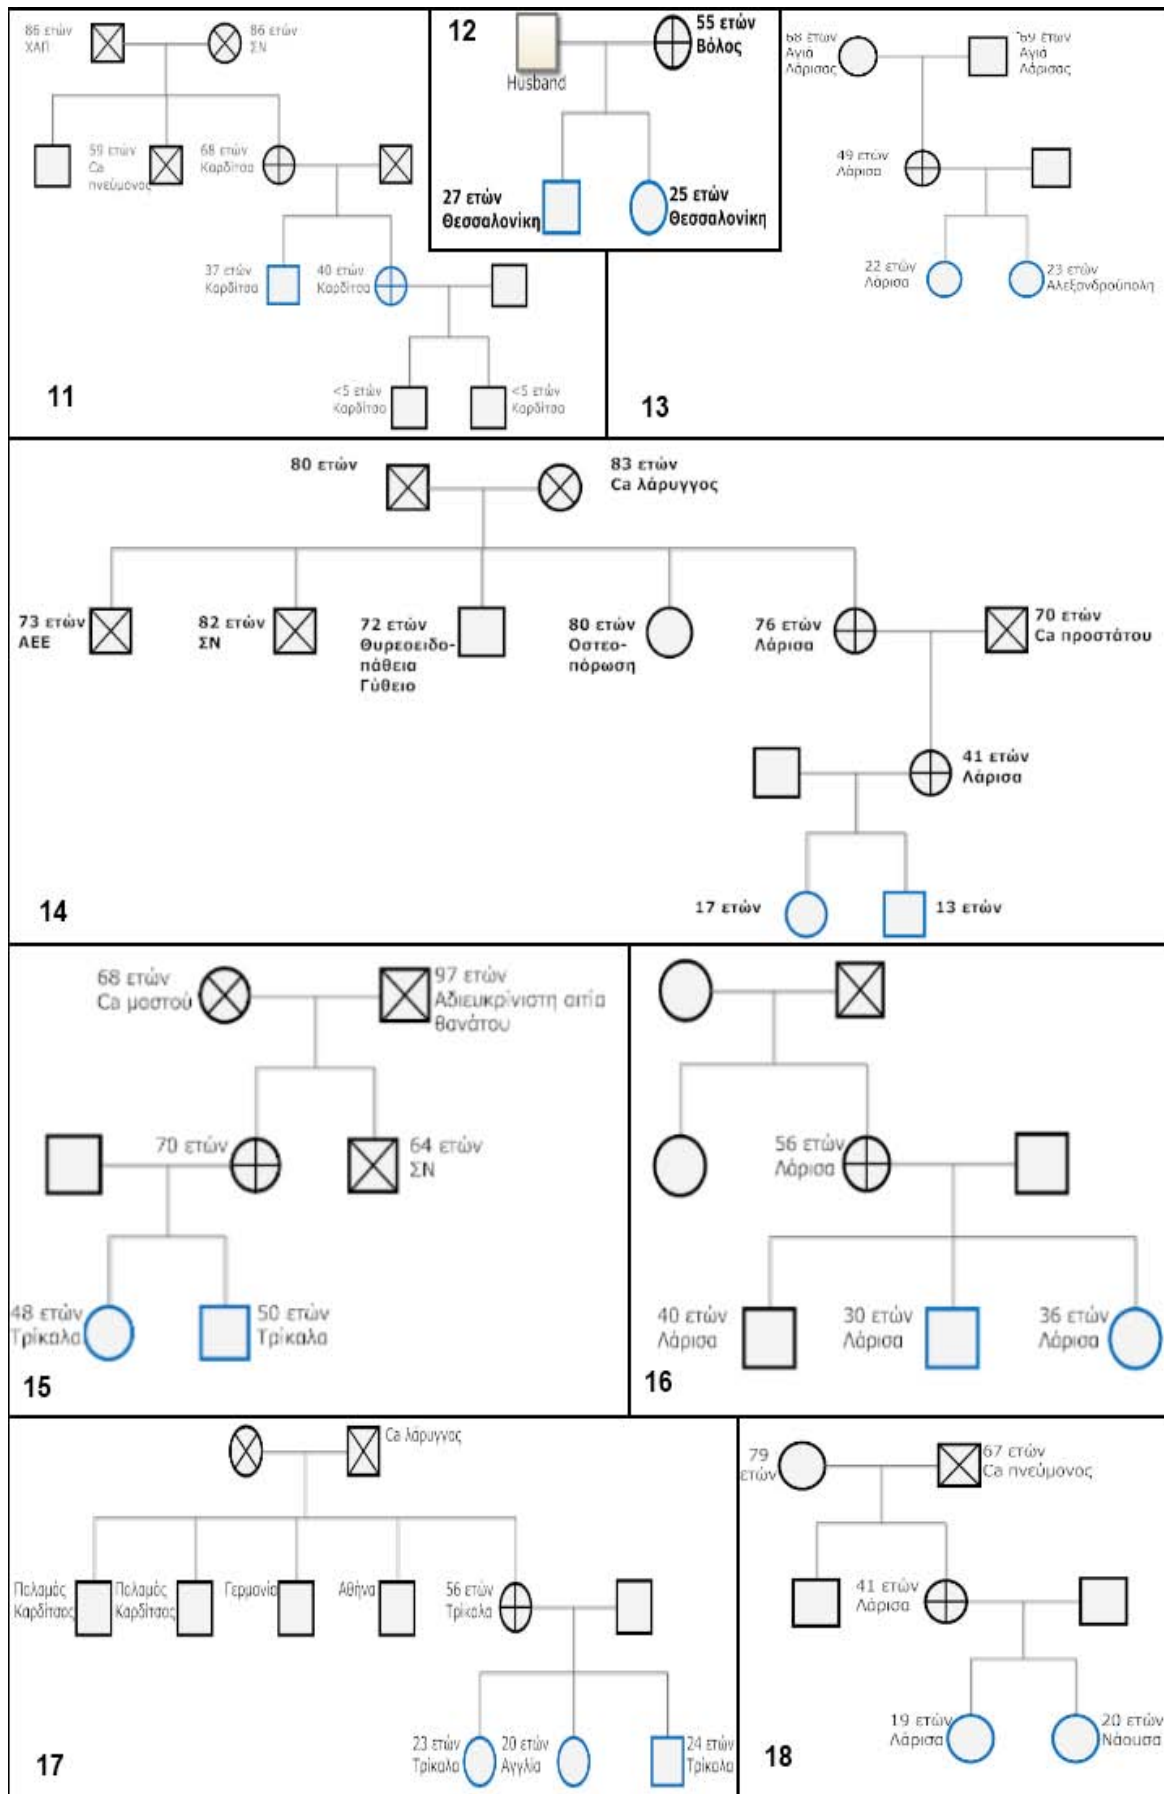 86 ετών
ΧΑΠ
86 ετών
ΣΝ
59 ετών
Ca
πνεύμονος
68 ετών
Καρδίτσα
37 ετών
Καρδίτσα
40 ετών
Καρδίτσα
<5 ετών
Καρδίτσα
<5 ετών
Καρδίτσα
11
12
55 ετών
Βόλος
Husband
27 ετών
Θεσσαλονίκη
25 ετών
Θεσσαλονίκη
68 ετών
Αγιά
Λάρισας
69 ετών
Αγιά
Λάρισας
49 ετών
Λάρισα
22 ετών
Λάρισα
23 ετών
Αλεξανδρούπολη
13
80 ετών
83 ετών
Ca λάρυγγος
73 ετών
ΑΕΕ
82 ετών
ΣΝ
72 ετών
Θυρεοειδο-
πάθεια
Γύθειο
80 ετών
Οστεο-
πόρωση
76 ετών
Λάρισα
70 ετών
Ca προστάτου
41 ετών
Λάρισα
17 ετών
13 ετών
14
68 ετών
Ca μαστού
97 ετών
Αδιευκρίνιστη αιτία
θανάτου
70 ετών
64 ετών
ΣΝ
48 ετών
Τρίκαλα
50 ετών
Τρίκαλα
15
56 ετών
Λάρισα
40 ετών
Λάρισα
30 ετών
Λάρισα
36 ετών
Λάρισα
16
Ca λάρυγγος
Παλαμάς
Καρδίτσας
Παλαμάς
Καρδίτσας
Γερμανία
Αθήνα
56 ετών
Τρίκαλα
23 ετών
Τρίκαλα
20 ετών
Αγγλία
24 ετών
Τρίκαλα
17
79
ετών
67 ετών
Ca πνεύμονος
41 ετών
Λάρισα
19 ετών
Λάρισα
20 ετών
Νάουσα
18